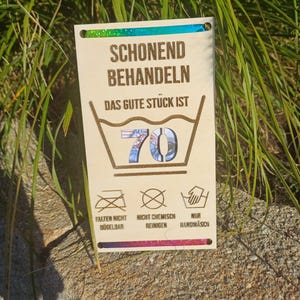 SCHONEND
BEHANDELN
DAS GUTE STÜCK IST
70
FALTEN NICHT
BÜGELBAR
NICHT CHEMISCH
REINIGEN
NUR
HANDWÄSCH